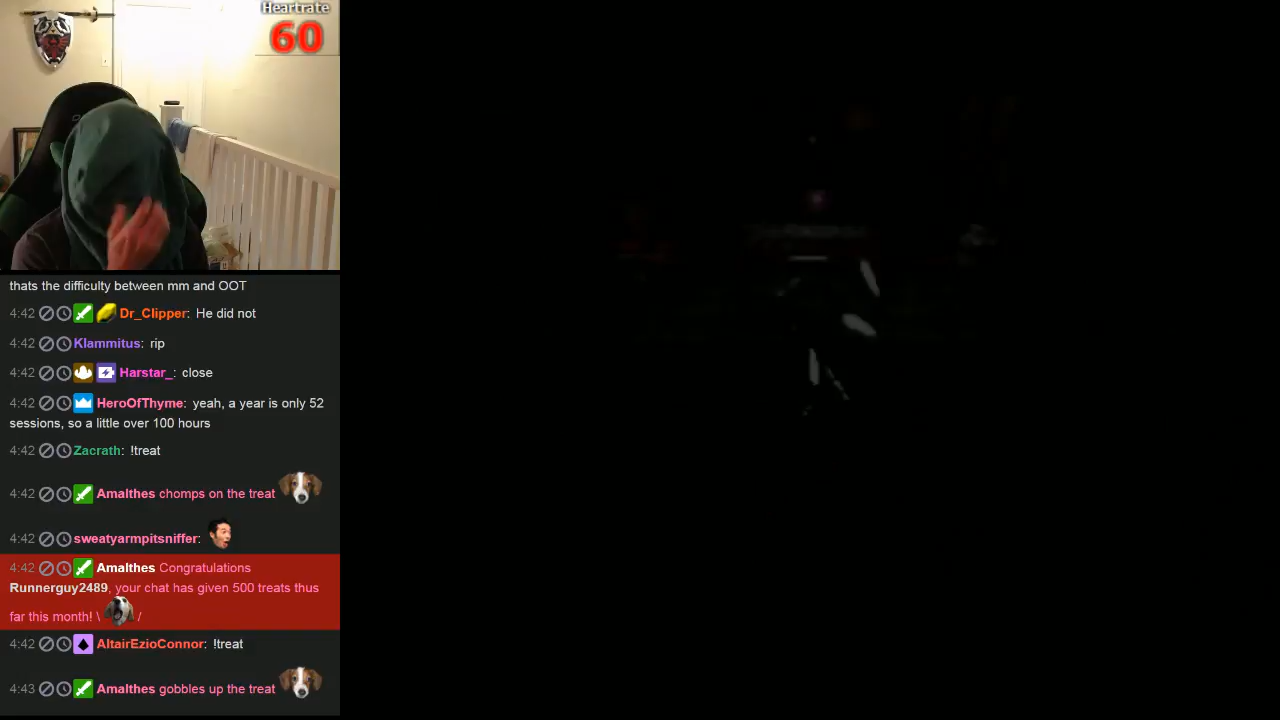 Heartrate
60
thats the difficulty between mm and OOT
4:42 Dr_Clipper: He did not
4:42 Klammitus: rip
4:42 Harstar_: close
4:42 HeroOfThyme: yeah, a year is only 52
sessions, so a little over 100 hours
4:42 Zacrath: !treat
4:42 Amalthes chomps on the treat
4:42 sweatyarmpitsniffer:
4:42 Amalthes Congratulations
Runnerguy2489, your chat has given 500 treats thus
far this month! \ /
4:42 AltairEzioConnor: !treat
4:43 Amalthes gobbles up the treat